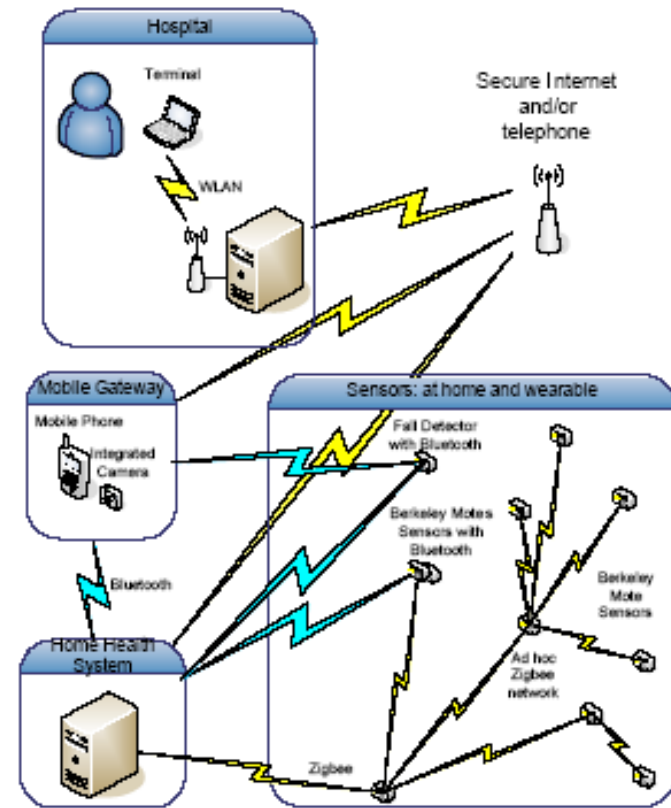 Hospital
Terminal
WLAN
Secure Internet
and/or
telephone
Mobile Gateway
Mobile Phone
Integrated
Camera
Bluetooth
Sensors: at home and wearable
Fall Detector
with Bluetooth
Berkeley Motes
Sensors with
Bluetooth
Berkeley
Mote
Sensors
Ad hoc
Zigbee
network
Home Health
System
Zigbee